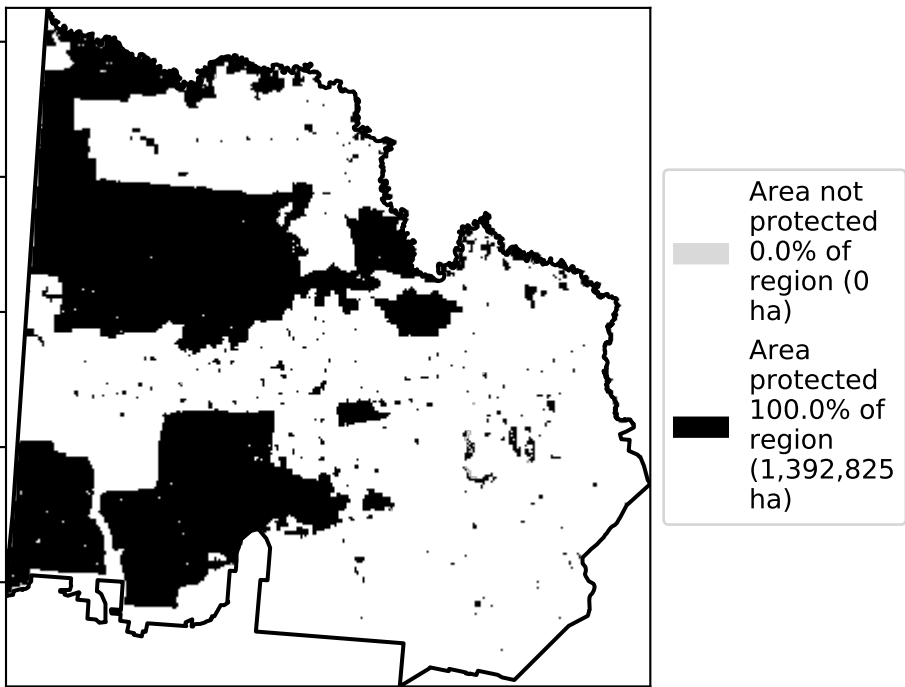 Area not
protected
0.0% of
region (0
ha)
Area
protected
100.0% of
region
(1,392,825
ha)